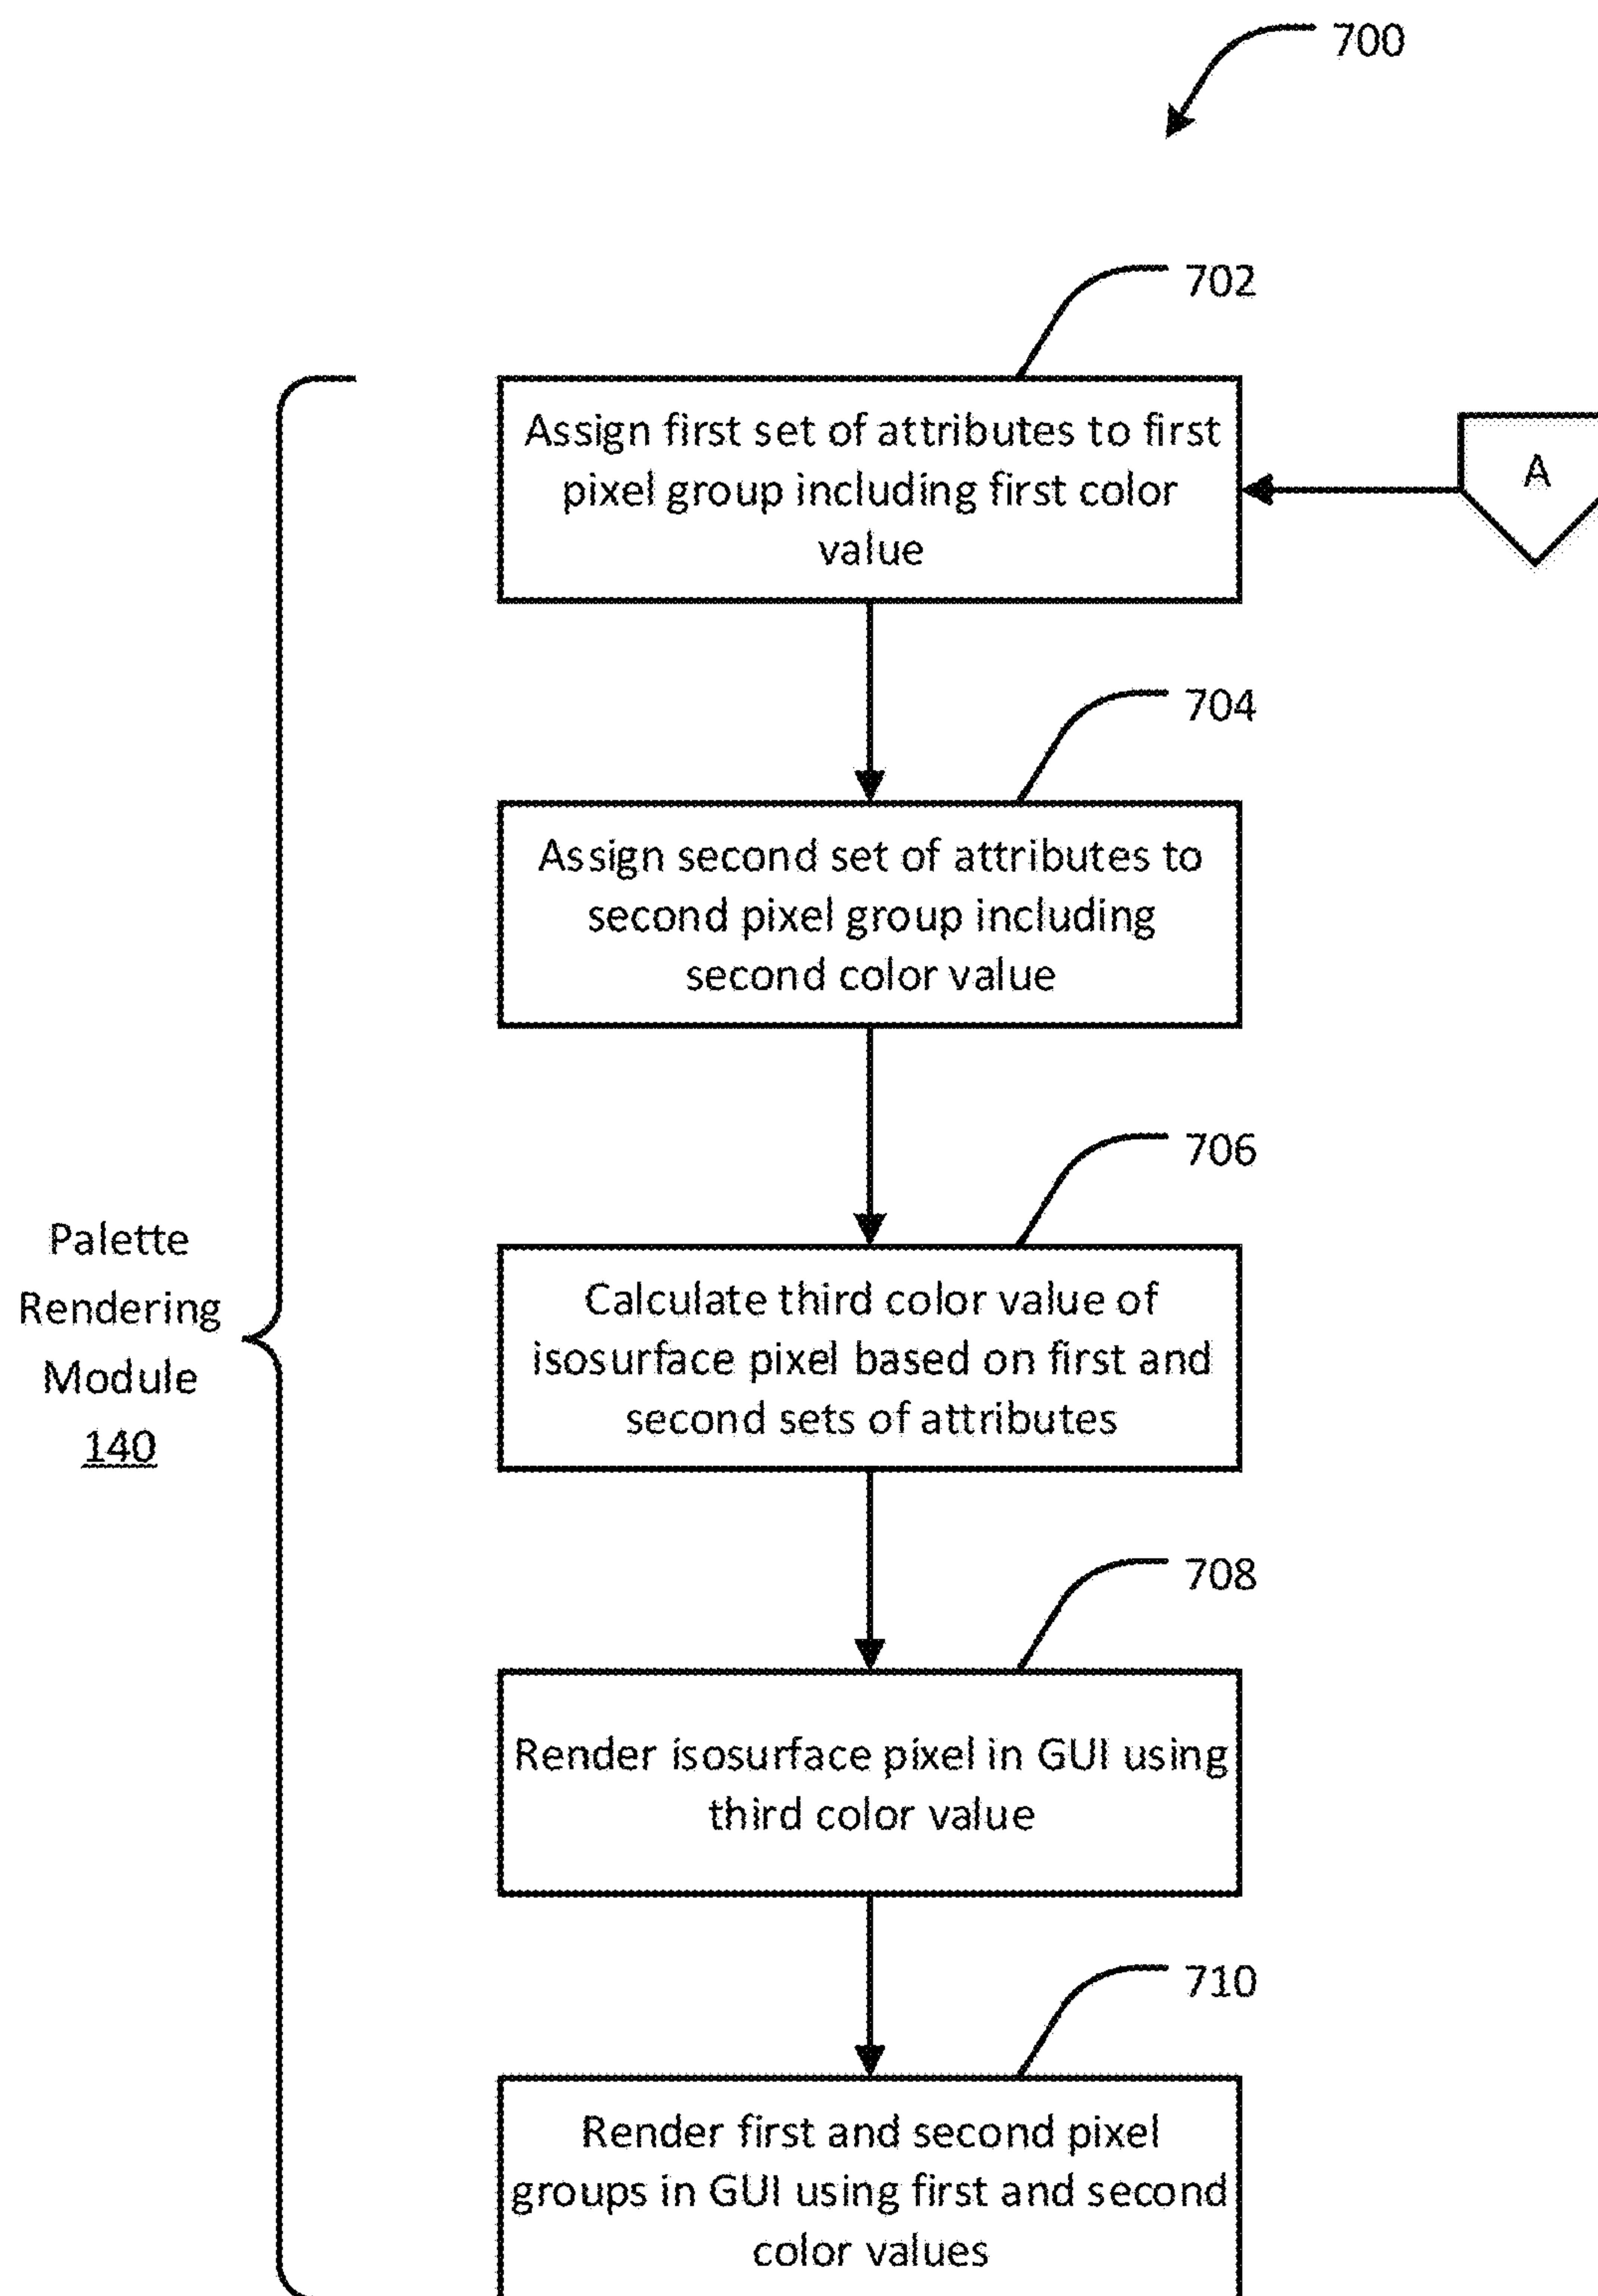 700
702
Assign first set of attributes to first
pixel group including first color
value
A
704
Assign second set of attributes to
second pixel group including
second color value
706
Calculate third color value of
isosurface pixel based on first and
second sets of attributes
Palette
Rendering
Module
140
708
Render isosurface pixel in GUI using
third color value
710
Render first and second pixel
groups in GUI using first and second
color values